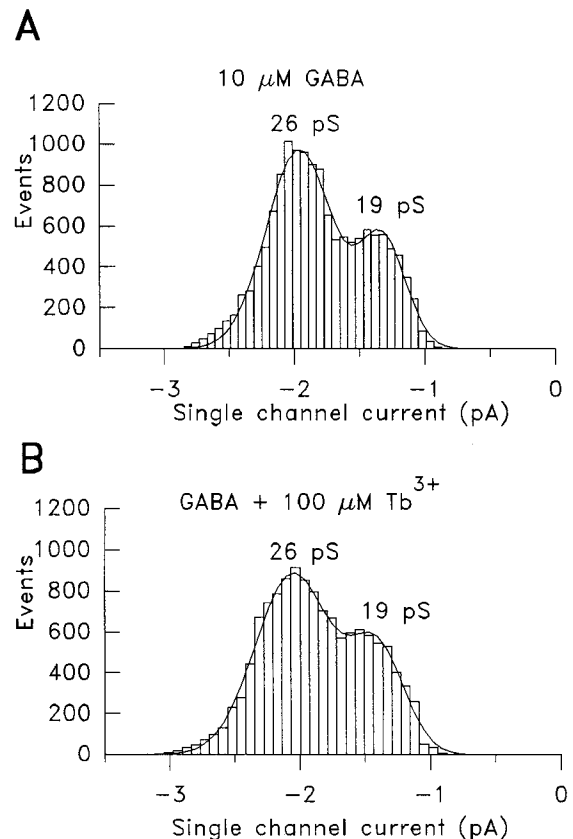 A
10 μM GABA
1200
1000
800
600
400
200
0
Events
26 pS
19 pS
−3
−2
−1
0
Single channel current (pA)
B
GABA + 100 μM Tb³⁺
1200
1000
800
600
400
200
0
Events
26 pS
19 pS
−3
−2
−1
0
Single channel current (pA)